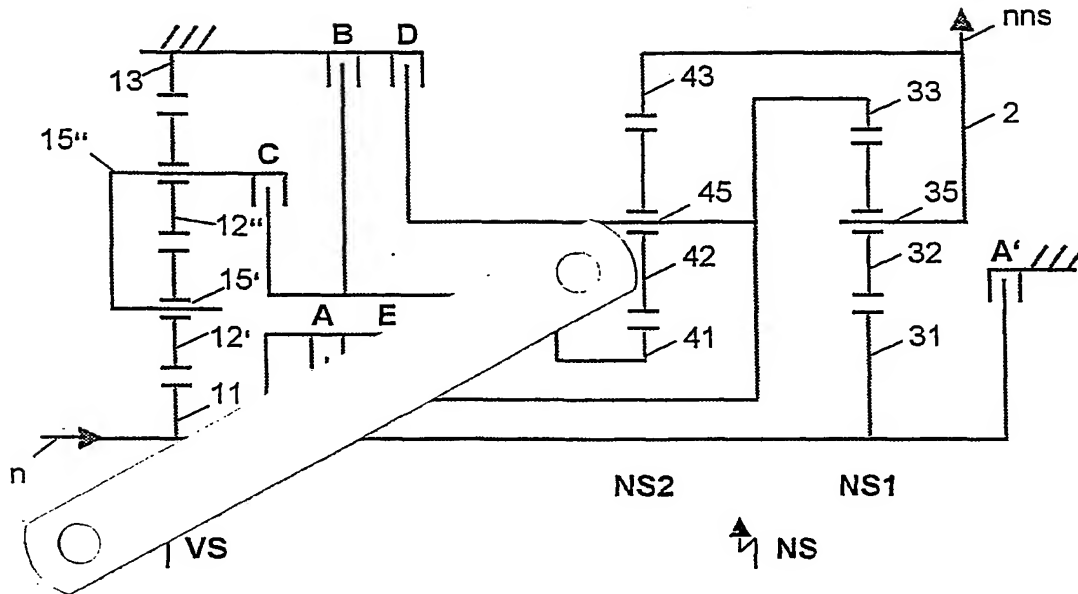 B D nns
13 43 33 2
15“ C
12“ 45 35
15‘ 42 32 A‘
A E
12‘ 41 31
11
n
NS2 NS1
VS NS